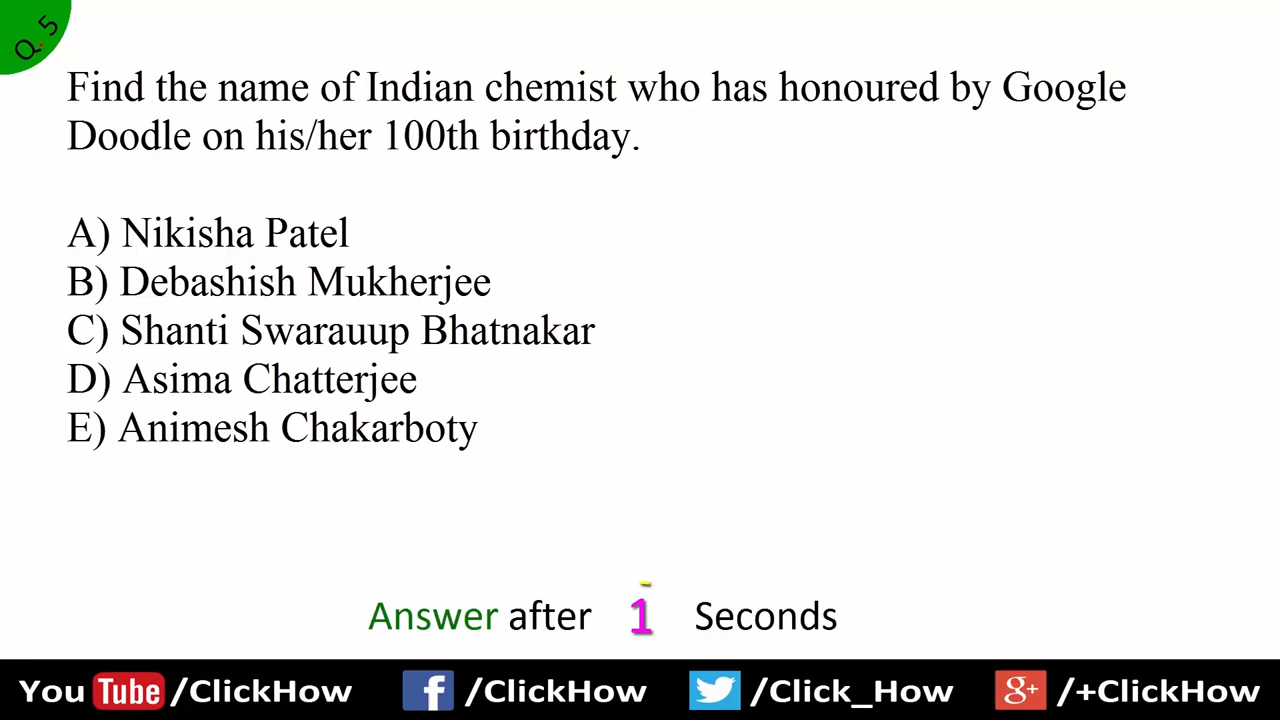 Q. 5
Find the name of Indian chemist who has honoured by Google
Doodle on his/her 100th birthday.
A) Nikisha Patel
B) Debashish Mukherjee
C) Shanti Swarauup Bhatnakar
D) Asima Chatterjee
E) Animesh Chakarboty
Answer after 1 Seconds
You Tube /ClickHow f /ClickHow /Click_How g+ /+ClickHow